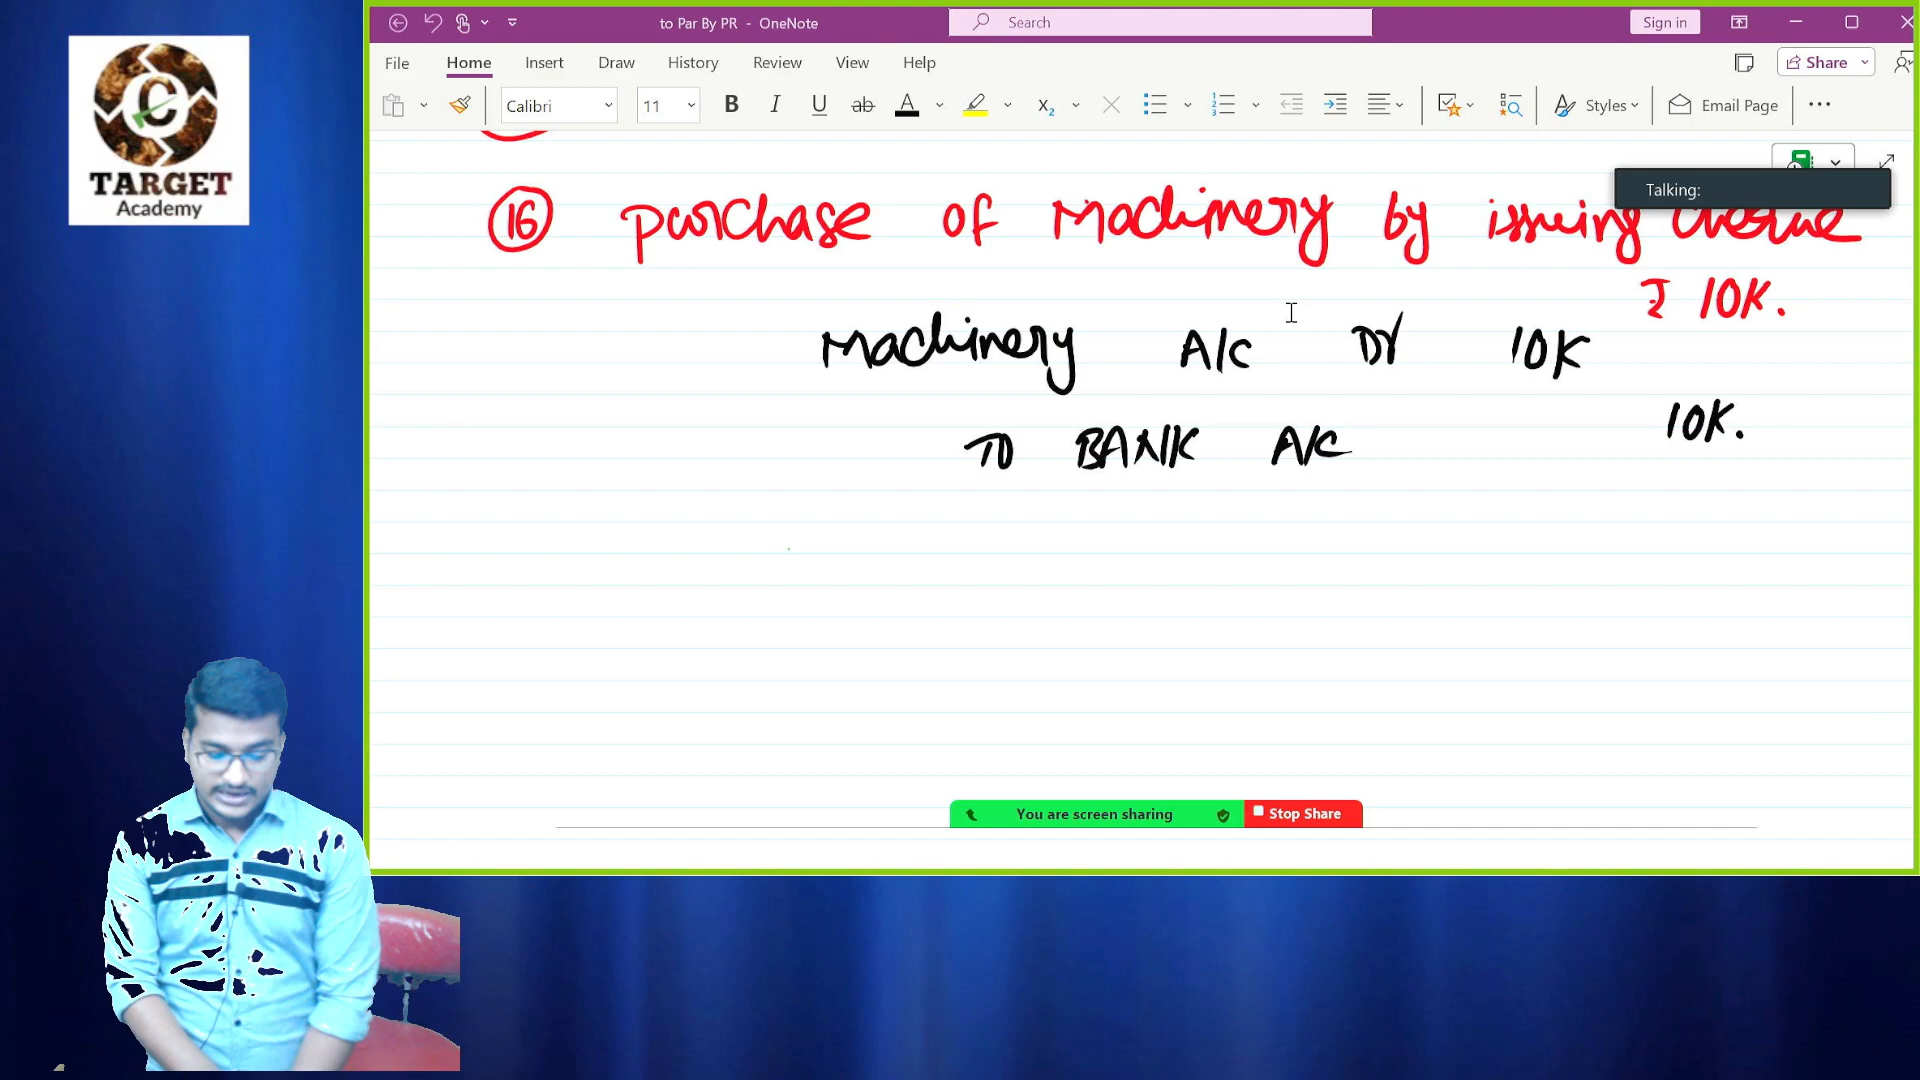 to Par By PR - OneNote
Search
Sign in
File Home Insert Draw History Review View Help
Share
Calibri 11 B I U ab A X₂ Styles Email Page
C
TARGET
Academy
Talking:
16 purchase of Machinery by issuing
₹ 10K.
Machinery A/c Dr 10K
TO BANK A/C 10K.
You are screen sharing Stop Share